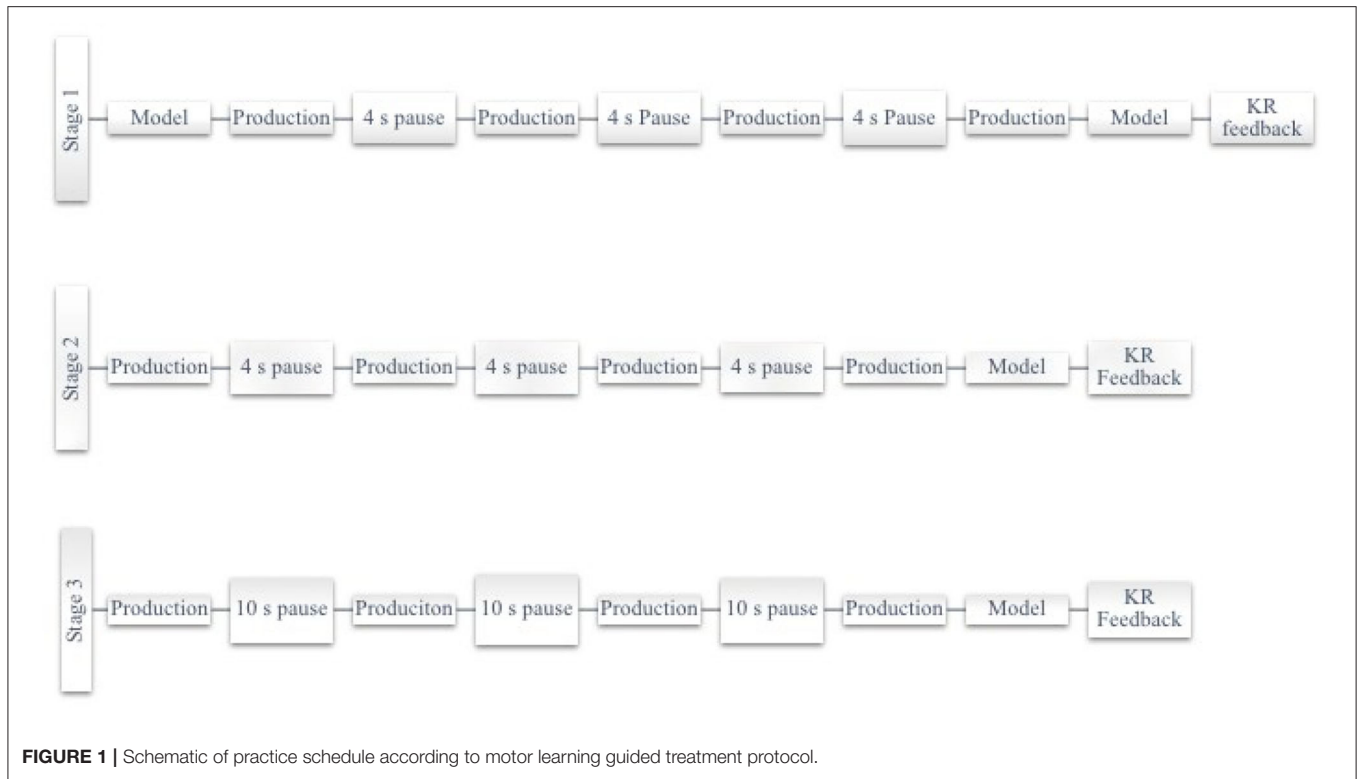 Stage 1
Model
Production
4 s pause
Production
4 s Pause
Production
4 s Pause
Production
Model
KR
feedback
Stage 2
Production
4 s pause
Production
4 s pause
Production
4 s pause
Production
Model
KR
Feedback
Stage 3
Production
10 s pause
Produciton
10 s pause
Production
10 s pause
Production
Model
KR
Feedback
FIGURE 1 | Schematic of practice schedule according to motor learning guided treatment protocol.